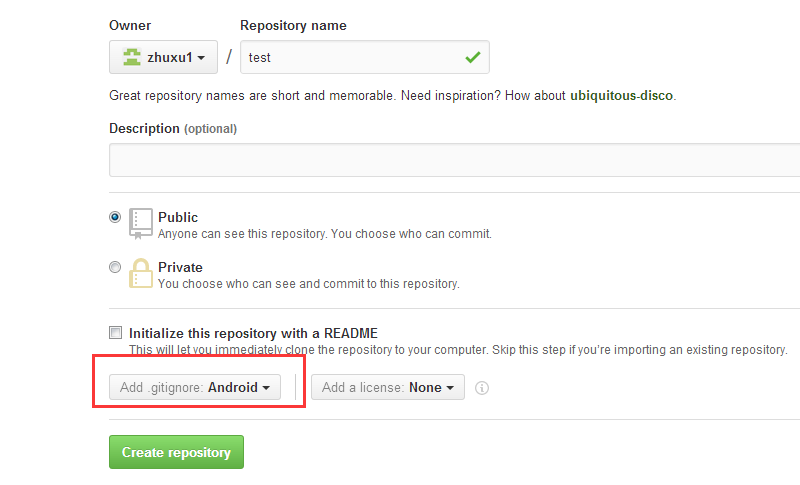 Owner Repository name
zhuxu1 / test
Great repository names are short and memorable. Need inspiration? How about ubiquitous-disco.
Description (optional)
Public
Anyone can see this repository. You choose who can commit.
Private
You choose who can see and commit to this repository.
Initialize this repository with a README
This will let you immediately clone the repository to your computer. Skip this step if you're importing an existing repository.
Add .gitignore: Android Add a license: None
Create repository